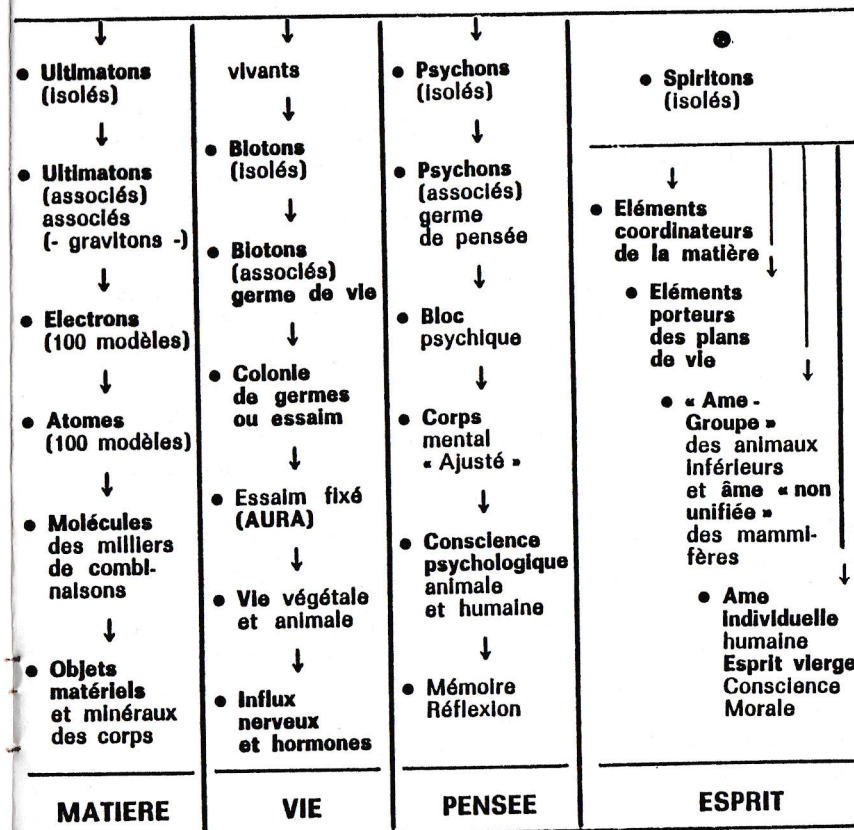 • Ultimatons
(isolés)
• Ultimatons
(associés)
associés
(- gravitons -)
• Electrons
(100 modèles)
• Atomes
(100 modèles)
• Molécules
des milliers
de combi-
naisons
• Objets
matériels
et minéraux
des corps
MATIERE
vivants
• Biotons
(isolés)
• Biotons
(associés)
germe de vie
• Colonie
de germes
ou essaim
• Essaim fixé
(AURA)
• Vie végétale
et animale
• Influx
nerveux
et hormones
VIE
• Psychons
(isolés)
• Psychons
(associés)
germe
de pensée
• Bloc
psychique
• Corps
mental
« Ajusté »
• Conscience
psychologique
animale
et humaine
• Mémoire
Réflexion
PENSEE
• Spiritons
(isolés)
• Eléments
coordinateurs
de la matière
• Eléments
porteurs
des plans
de vie
• « Ame -
Groupe »
des animaux
inférieurs
et âme « non
unifiée »
des mammi-
fères
• Ame
individuelle
humaine
Esprit vierge
Conscience
Morale
ESPRIT